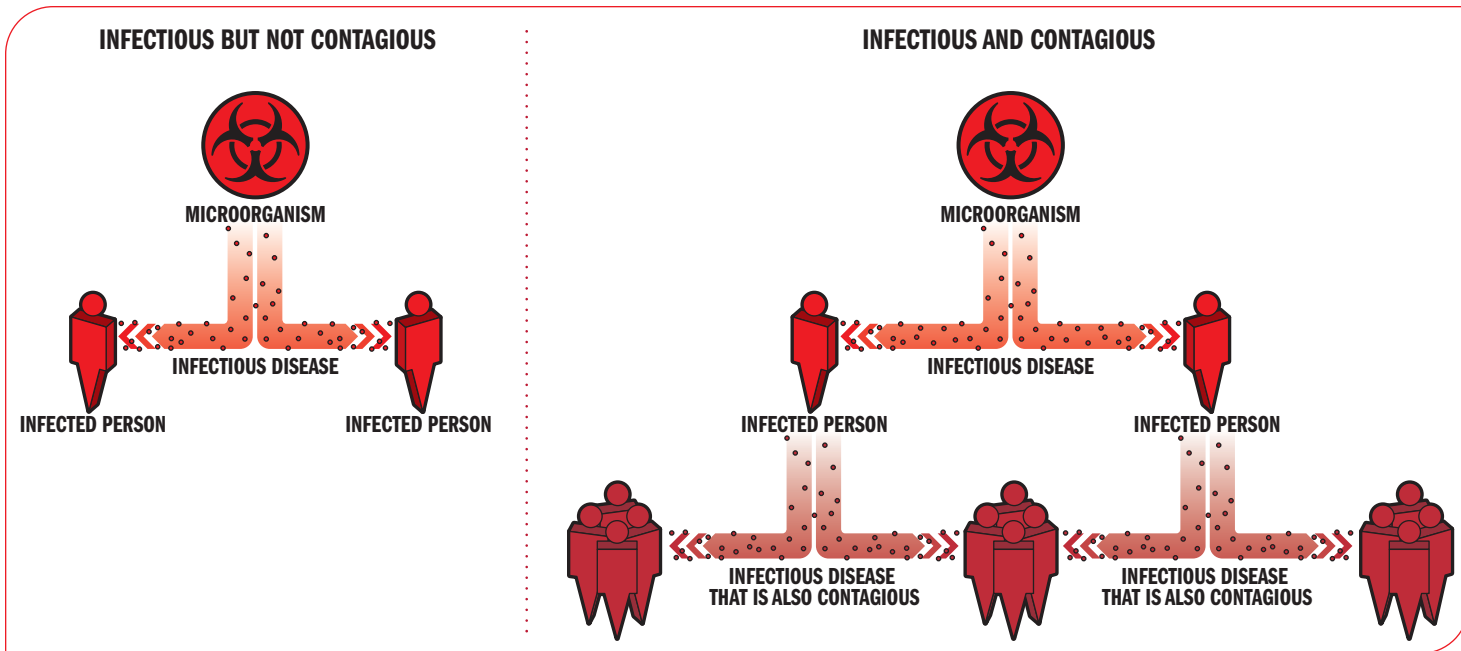 INFECTIOUS BUT NOT CONTAGIOUS
MICROORGANISM
INFECTIOUS DISEASE
INFECTED PERSON
INFECTED PERSON
INFECTIOUS AND CONTAGIOUS
MICROORGANISM
INFECTIOUS DISEASE
INFECTED PERSON
INFECTED PERSON
INFECTIOUS DISEASE
THAT IS ALSO CONTAGIOUS
INFECTIOUS DISEASE
THAT IS ALSO CONTAGIOUS